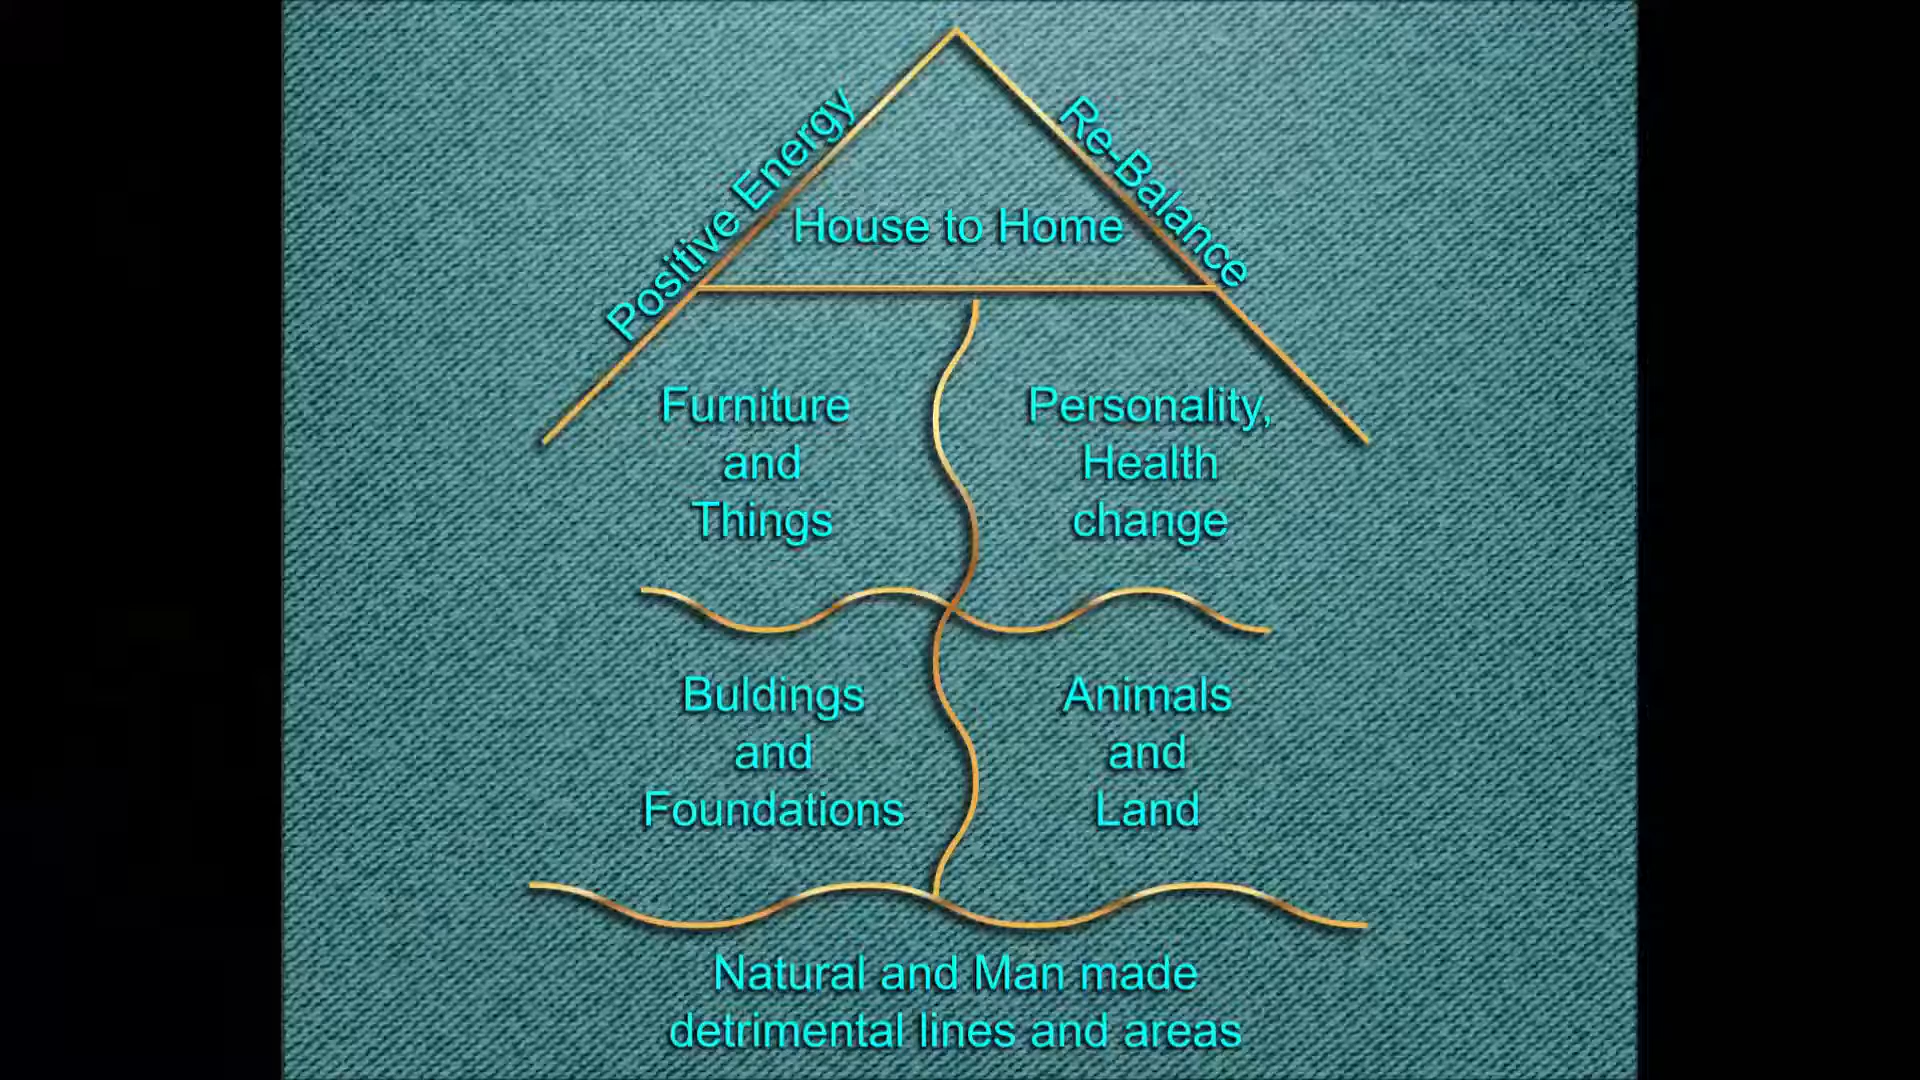 Positive Energy
Re-Balance
House to Home
Furniture
and
Things
Personality,
Health
change
Buldings
and
Foundations
Animals
and
Land
Natural and Man made
detrimental lines and areas